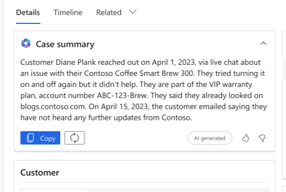 Details Timeline Related
Case summary
Customer Diane Plank reached out on April 1, 2023, via live chat about
an issue with their Contoso Coffee Smart Brew 300. They tried turning it
on and off again but it didn't help. They are part of the VIP warranty
plan, account number ABC-123-Brew. They said they already looked on
blogs.contoso.com. On April 15, 2023, the customer emailed saying they
have not heard any further updates from Contoso.
Copy AI generated
Customer